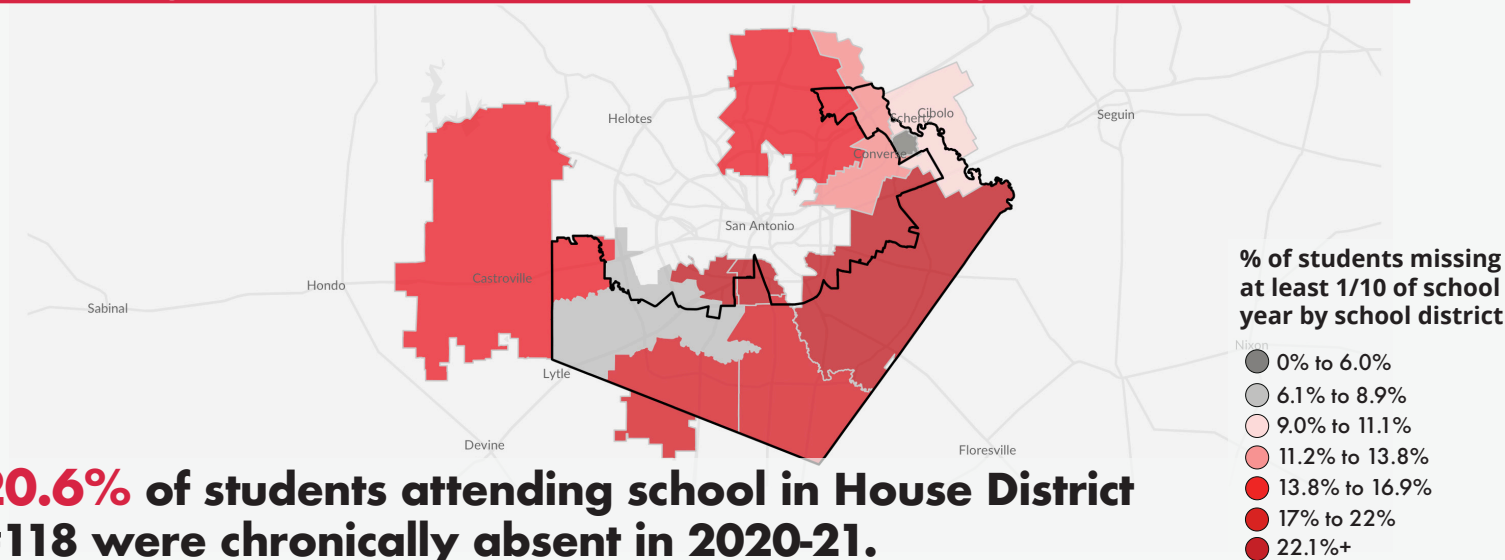 Helotes
Schertz
Cibolo
Seguin
Converse
San Antonio
Hondo
Castroville
Sabinal
Lytle
Devine
Floresville
Nixon
% of students missing
at least 1/10 of school
year by school district
0% to 6.0%
6.1% to 8.9%
9.0% to 11.1%
11.2% to 13.8%
13.8% to 16.9%
17% to 22%
22.1%+
20.6% of students attending school in House District
#118 were chronically absent in 2020-21.